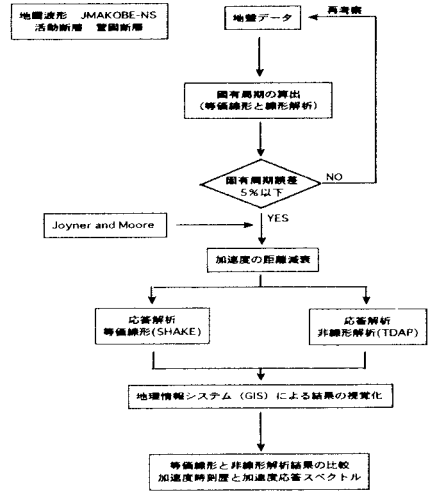 地震波形 JMAKOBE-NS
活動断層 警固断層
地盤データ
再考察
固有周期の算出
(等価線形と線形解析)
固有周期誤差
5%以下
NO
YES
Joyner and Moore
加速度の距離減衰
応答解析
等価線形(SHAKE)
応答解析
非線形解析(TDAP)
地理情報システム (GIS) による結果の視覚化
等価線形と非線形解析結果の比較
加速度時刻歴と加速度応答スペクトル